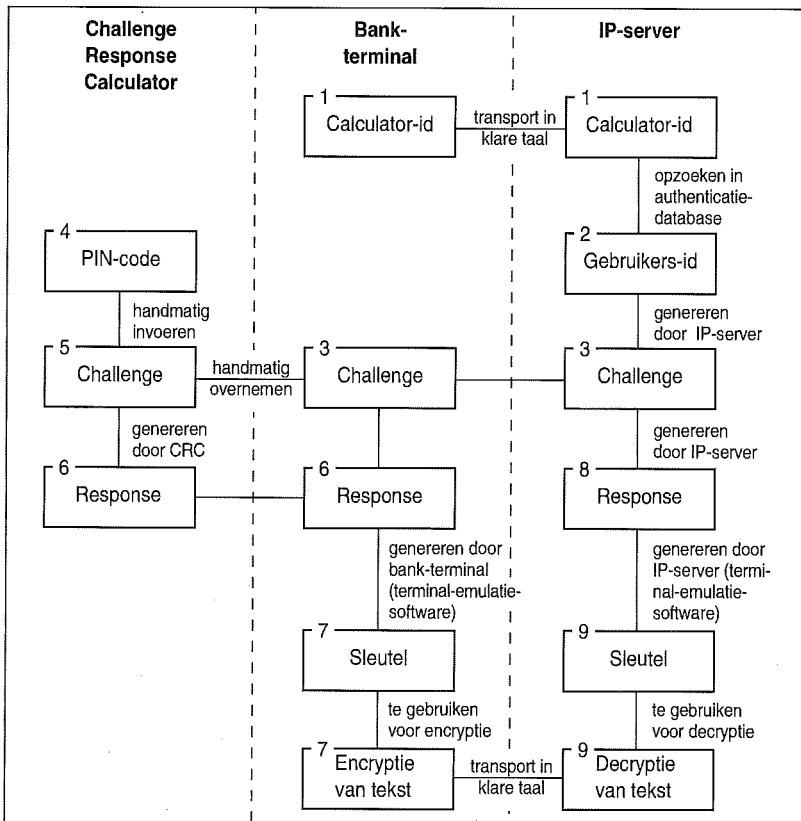 Challenge
Response
Calculator
Bank-
terminal
IP-server
1
Calculator-id
transport in
klare taal
1
Calculator-id
opzoeken in
authenticatie-
database
4
PIN-code
2
Gebruikers-id
handmatig
invoeren
genereren
door IP-server
5
Challenge
handmatig
overnemen
3
Challenge
3
Challenge
genereren
door CRC
genereren
door IP-server
6
Response
6
Response
8
Response
genereren door
bank-terminal
(terminal-emulatie-
software)
genereren door
IP-server (termi-
nal-emulatie-
software)
7
Sleutel
9
Sleutel
te gebruiken
voor encryptie
te gebruiken
voor decryptie
7
Encryptie
van tekst
transport in
klare taal
9
Decryptie
van tekst